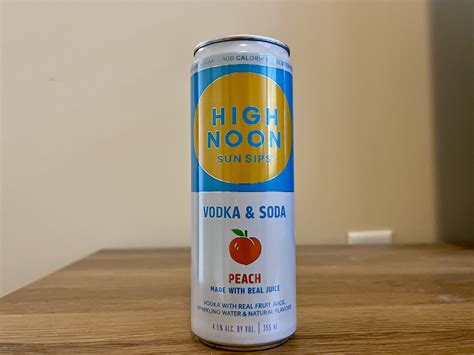 100 CALORIES
HIGH
NOON
SUN SIPS
VODKA & SODA
PEACH
MADE WITH REAL JUICE
VODKA WITH REAL FRUIT JUICE,
SPARKLING WATER & NATURAL FLAVORS
4.5% ALC. BY VOL. 355 ml